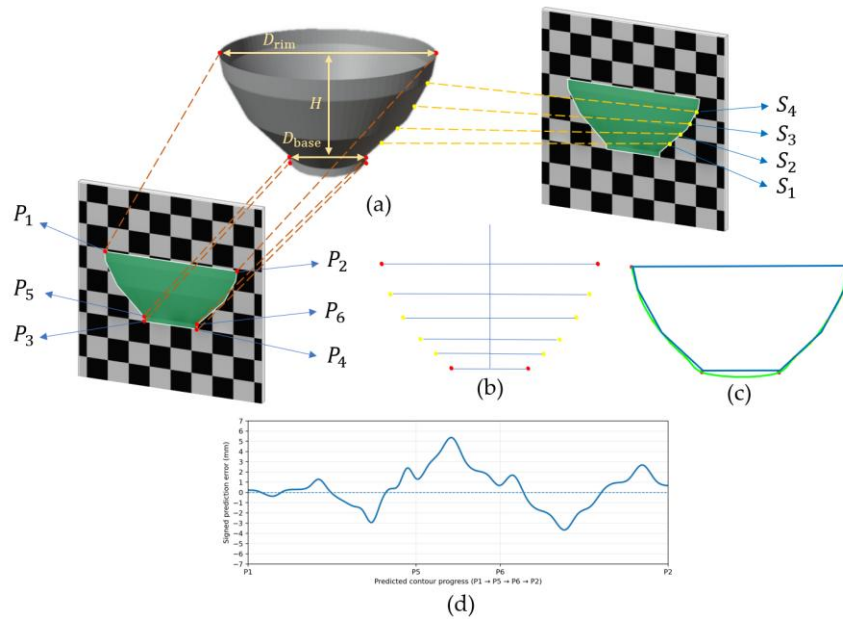 D_rim
H
D_base
(a)
S_4
S_3
S_2
S_1
P_1
P_2
P_5
P_6
P_3
P_4
(b)
(c)
7
6
5
4
3
2
1
0
−1
−2
−3
−4
−5
−6
−7
Signed prediction error (mm)
P1
P5
P6
P2
Predicted contour progress (P1 → P5 → P6 → P2)
(d)